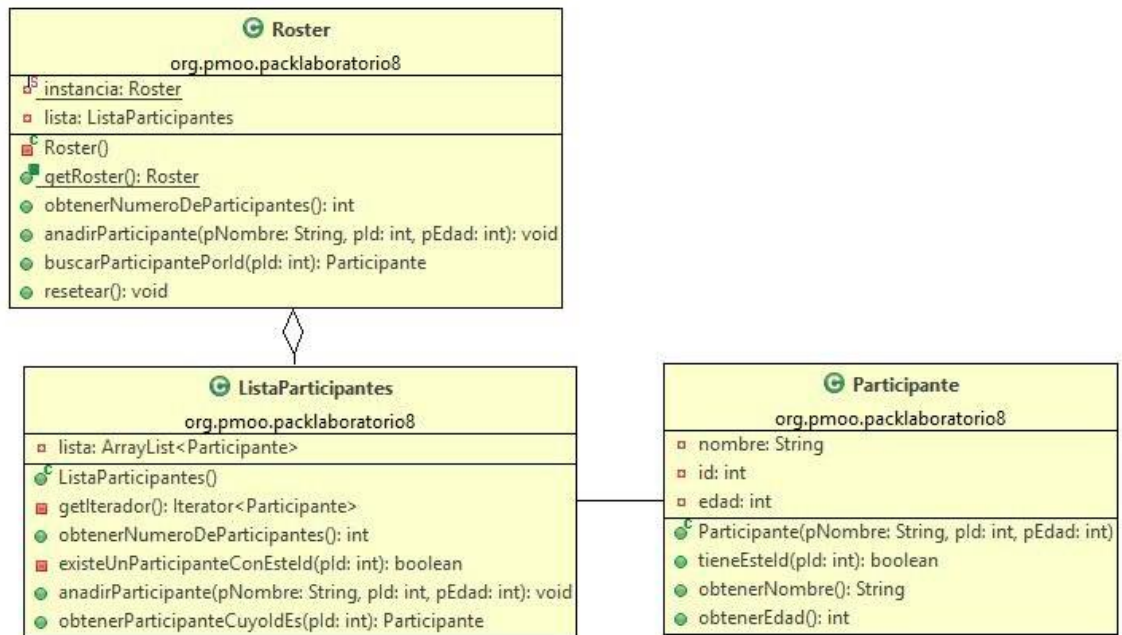 Roster
org.pmoo.packlaboratorio8
instancia: Roster
lista: ListaParticipantes
Roster()
getRoster(): Roster
obtenerNumeroDeParticipantes(): int
anadirParticipante(pNombre: String, pId: int, pEdad: int): void
buscarParticipantePorId(pId: int): Participante
resetear(): void
ListaParticipantes
org.pmoo.packlaboratorio8
lista: ArrayList<Participante>
ListaParticipantes()
getIterador(): Iterator<Participante>
obtenerNumeroDeParticipantes(): int
existeUnParticipanteConEsteId(pId: int): boolean
anadirParticipante(pNombre: String, pId: int, pEdad: int): void
obtenerParticipanteCuyoIdEs(pId: int): Participante
Participante
org.pmoo.packlaboratorio8
nombre: String
id: int
edad: int
Participante(pNombre: String, pId: int, pEdad: int)
tieneEsteId(pId: int): boolean
obtenerNombre(): String
obtenerEdad(): int